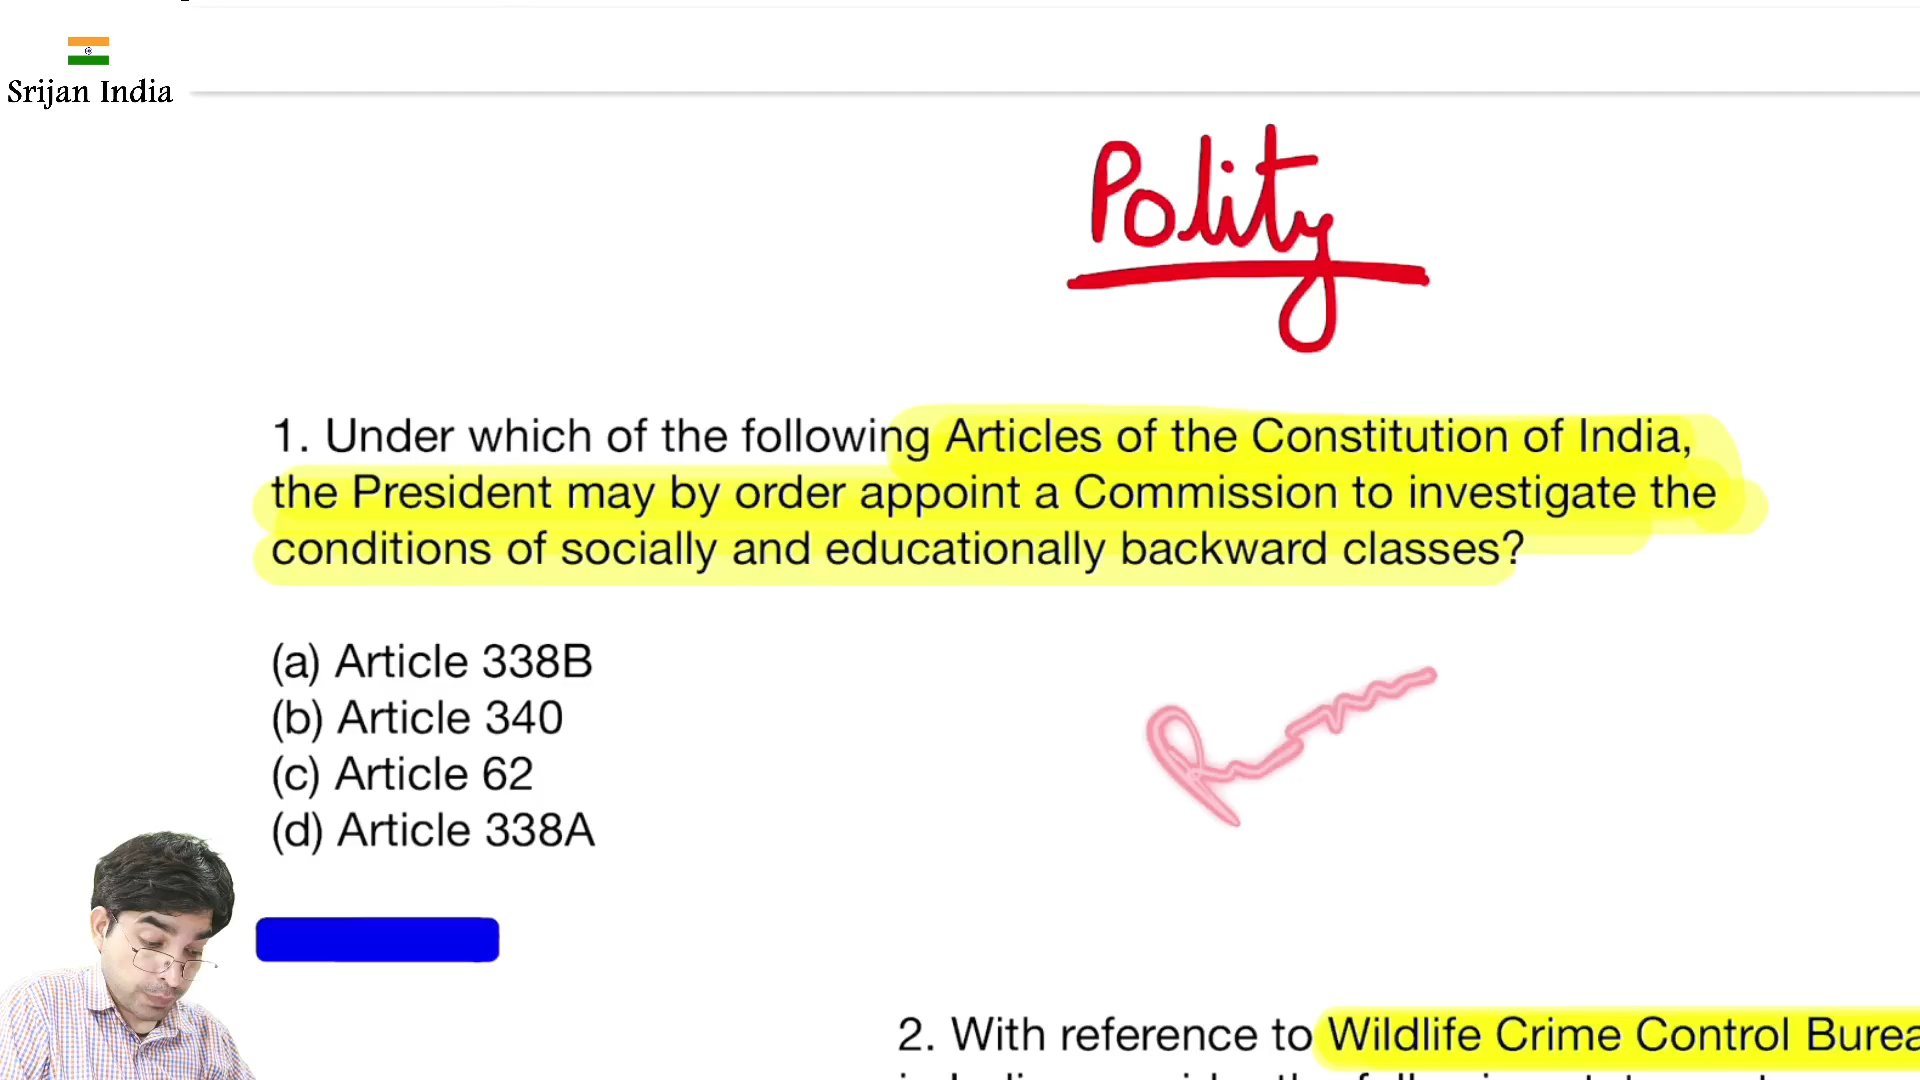 Srijan India
Polity
1. Under which of the following Articles of the Constitution of India,
the President may by order appoint a Commission to investigate the
conditions of socially and educationally backward classes?
(a) Article 338B
(b) Article 340
(c) Article 62
(d) Article 338A
2. With reference to Wildlife Crime Control Burea